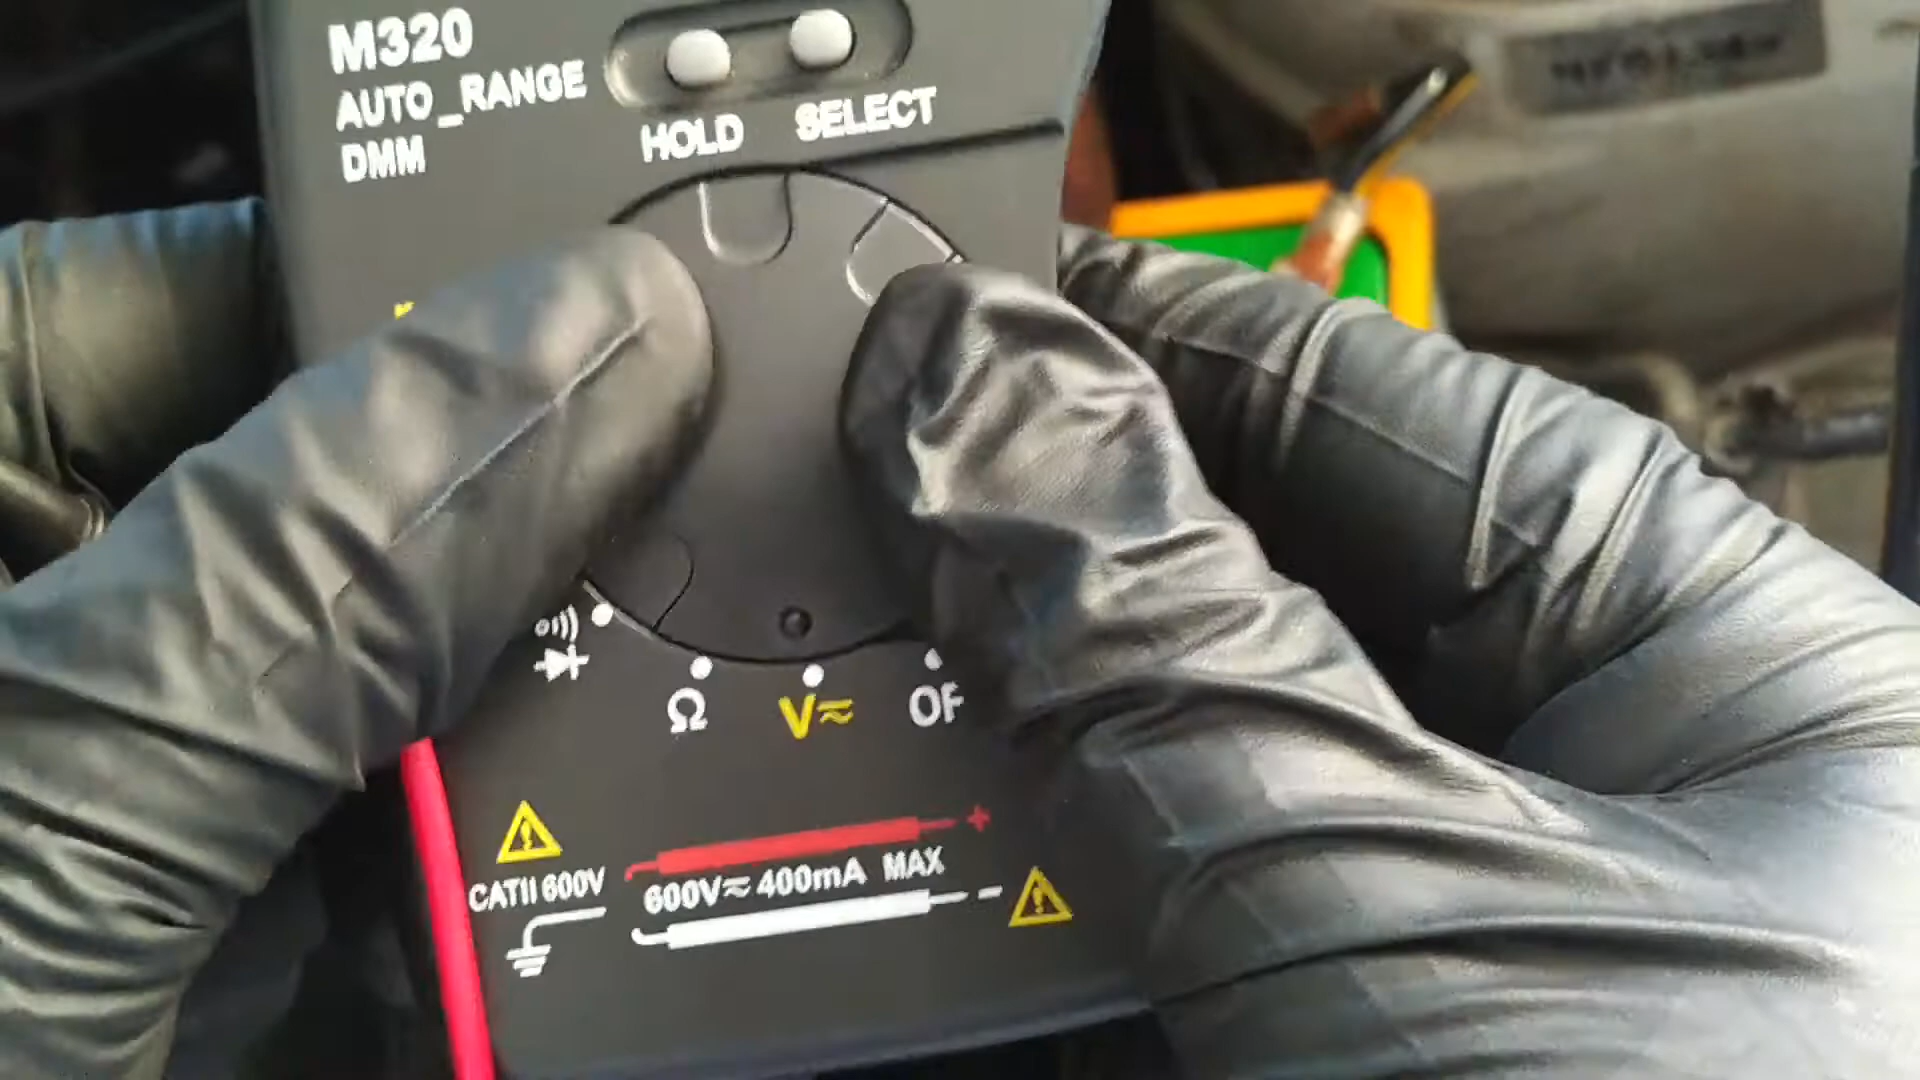 M320
AUTO_RANGE
DMM
HOLD
SELECT
Ω
V≂
OF
CATII 600V
+
600V≂ 400mA MAX
−